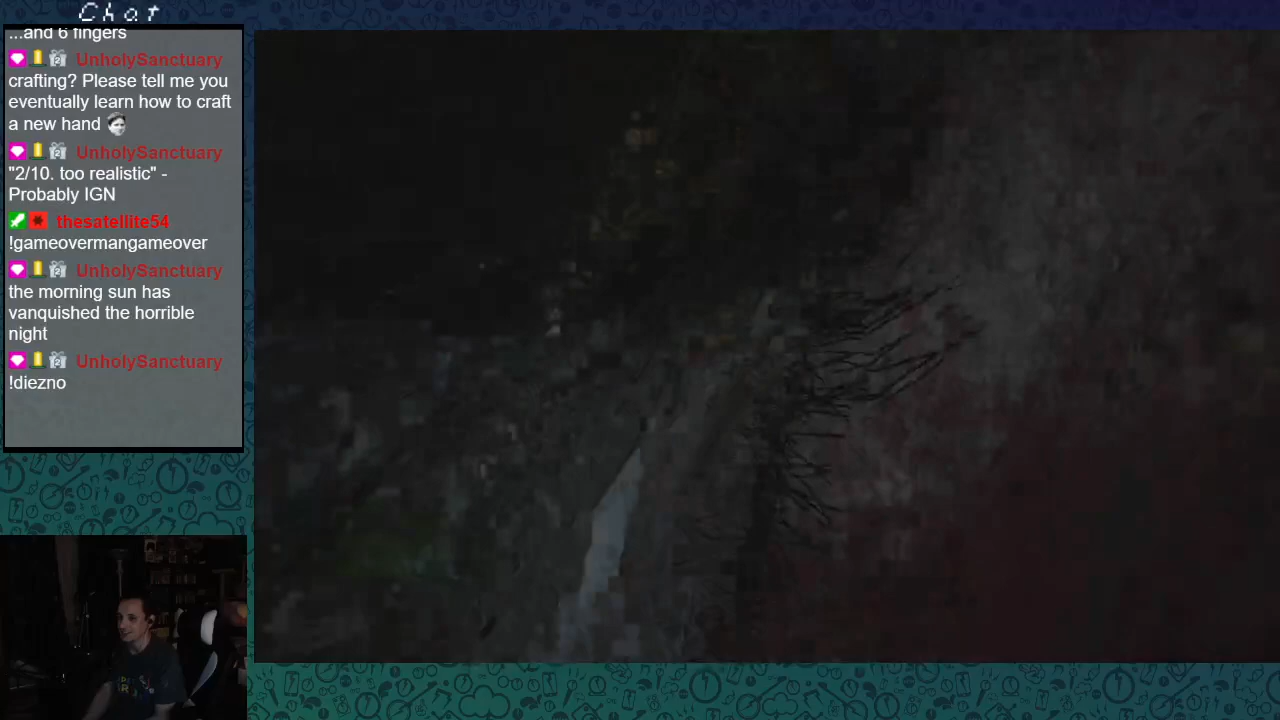 Chat
...and 6 fingers
UnholySanctuary
crafting? Please tell me you
eventually learn how to craft
a new hand
UnholySanctuary
"2/10. too realistic" -
Probably IGN
thesatellite54
!gameovermangameover
UnholySanctuary
the morning sun has
vanquished the horrible
night
UnholySanctuary
!diezno